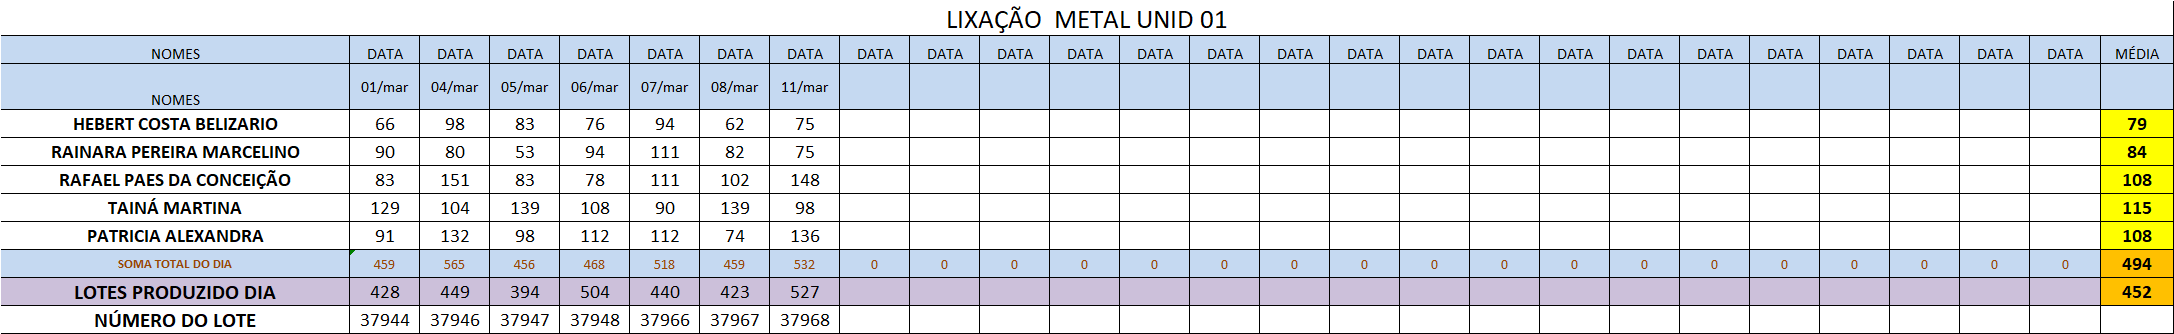 LIXAÇÃO METAL UNID 01
NOMES DATA DATA DATA DATA DATA DATA DATA DATA DATA DATA DATA DATA DATA DATA DATA DATA DATA DATA DATA DATA DATA DATA DATA DATA DATA MÉDIA
NOMES 01/mar 04/mar 05/mar 06/mar 07/mar 08/mar 11/mar
HEBERT COSTA BELIZARIO 66 98 83 76 94 62 75 79
RAINARA PEREIRA MARCELINO 90 80 53 94 111 82 75 84
RAFAEL PAES DA CONCEIÇÃO 83 151 83 78 111 102 148 108
TAINÁ MARTINA 129 104 139 108 90 139 98 115
PATRICIA ALEXANDRA 91 132 98 112 112 74 136 108
SOMA TOTAL DO DIA 459 565 456 468 518 459 532 0 0 0 0 0 0 0 0 0 0 0 0 0 0 0 0 0 0 494
LOTES PRODUZIDO DIA 428 449 394 504 440 423 527 452
NÚMERO DO LOTE 37944 37946 37947 37948 37966 37967 37968